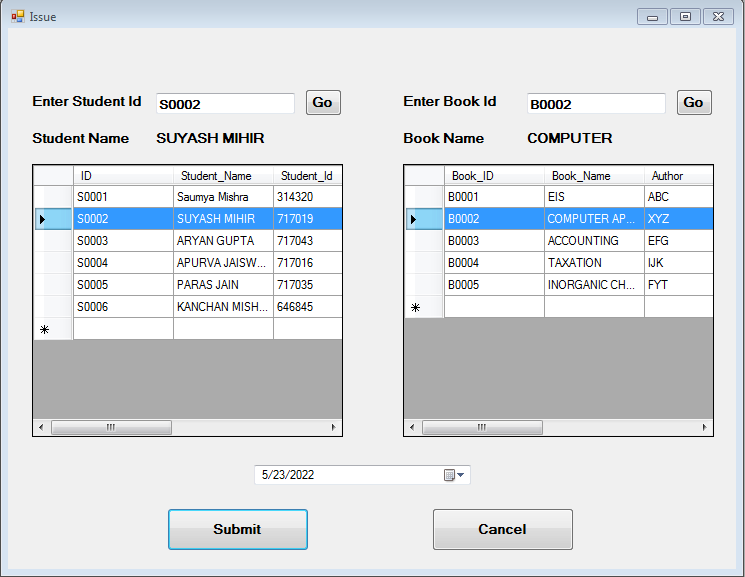 Issue
Enter Student Id S0002 Go
Student Name SUYASH MIHIR
ID Student_Name Student_Id
S0001 Saumya Mishra 314320
S0002 SUYASH MIHIR 717019
S0003 ARYAN GUPTA 717043
S0004 APURVA JAISW... 717016
S0005 PARAS JAIN 717035
S0006 KANCHAN MISH... 646845
Enter Book Id B0002 Go
Book Name COMPUTER
Book_ID Book_Name Author
B0001 EIS ABC
B0002 COMPUTER AP... XYZ
B0003 ACCOUNTING EFG
B0004 TAXATION IJK
B0005 INORGANIC CH... FYT
5/23/2022
Submit Cancel